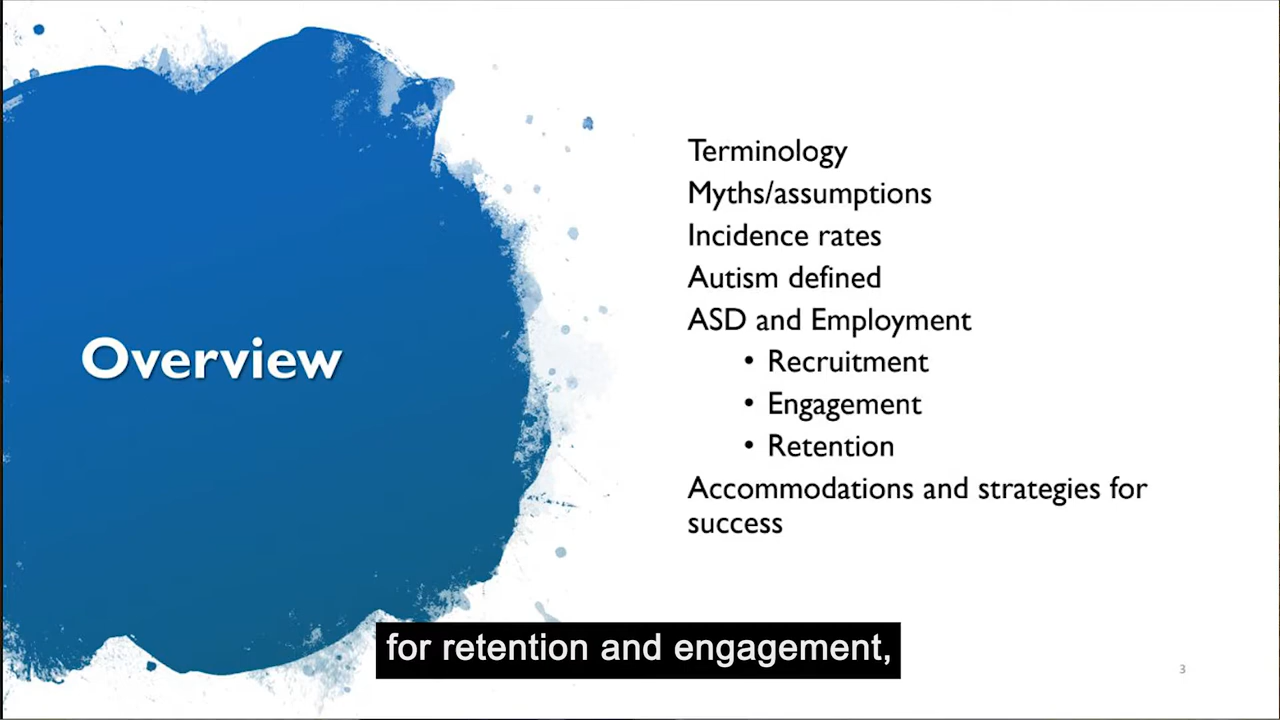 Overview
Terminology
Myths/assumptions
Incidence rates
Autism defined
ASD and Employment
• Recruitment
• Engagement
• Retention
Accommodations and strategies for
success
for retention and engagement,
3